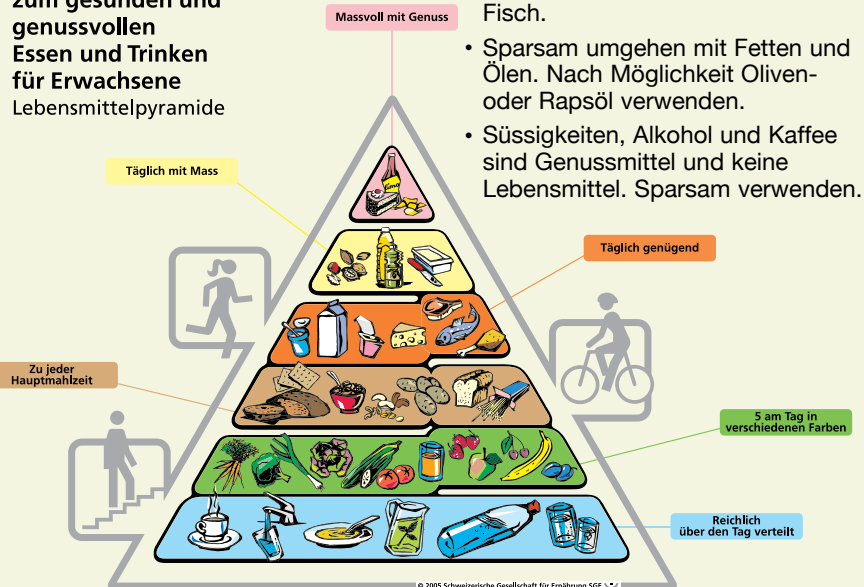 zum gesunden und
genussvollen
Essen und Trinken
für Erwachsene
Lebensmittelpyramide
Massvoll mit Genuss
Fisch.
• Sparsam umgehen mit Fetten und
Ölen. Nach Möglichkeit Oliven-
oder Rapsöl verwenden.
• Süssigkeiten, Alkohol und Kaffee
sind Genussmittel und keine
Lebensmittel. Sparsam verwenden.
Täglich mit Mass
Täglich genügend
Zu jeder
Hauptmahlzeit
5 am Tag in
verschiedenen Farben
Reichlich
über den Tag verteilt
© 2005 Schweizerische Gesellschaft für Ernährung SGE